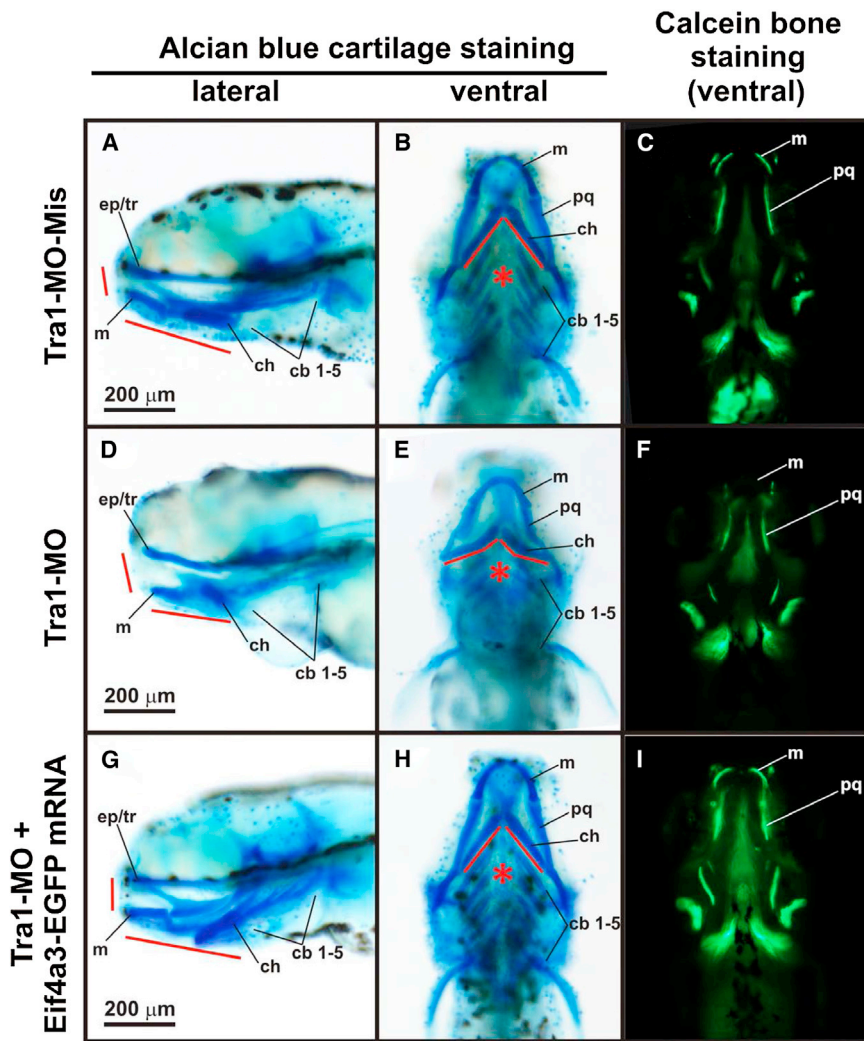 Alcian blue cartilage staining
Calcein bone
staining
(ventral)
lateral
ventral
Tra1-MO-Mis
A
ep/tr
m
ch
cb 1-5
200 μm
B
m
pq
ch
*
cb 1-5
C
m
pq
Tra1-MO
D
ep/tr
m
ch
cb 1-5
200 μm
E
m
pq
ch
*
cb 1-5
F
m
pq
Tra1-MO +
Eif4a3-EGFP mRNA
G
ep/tr
m
ch
cb 1-5
200 μm
H
m
pq
ch
*
cb 1-5
I
m
pq